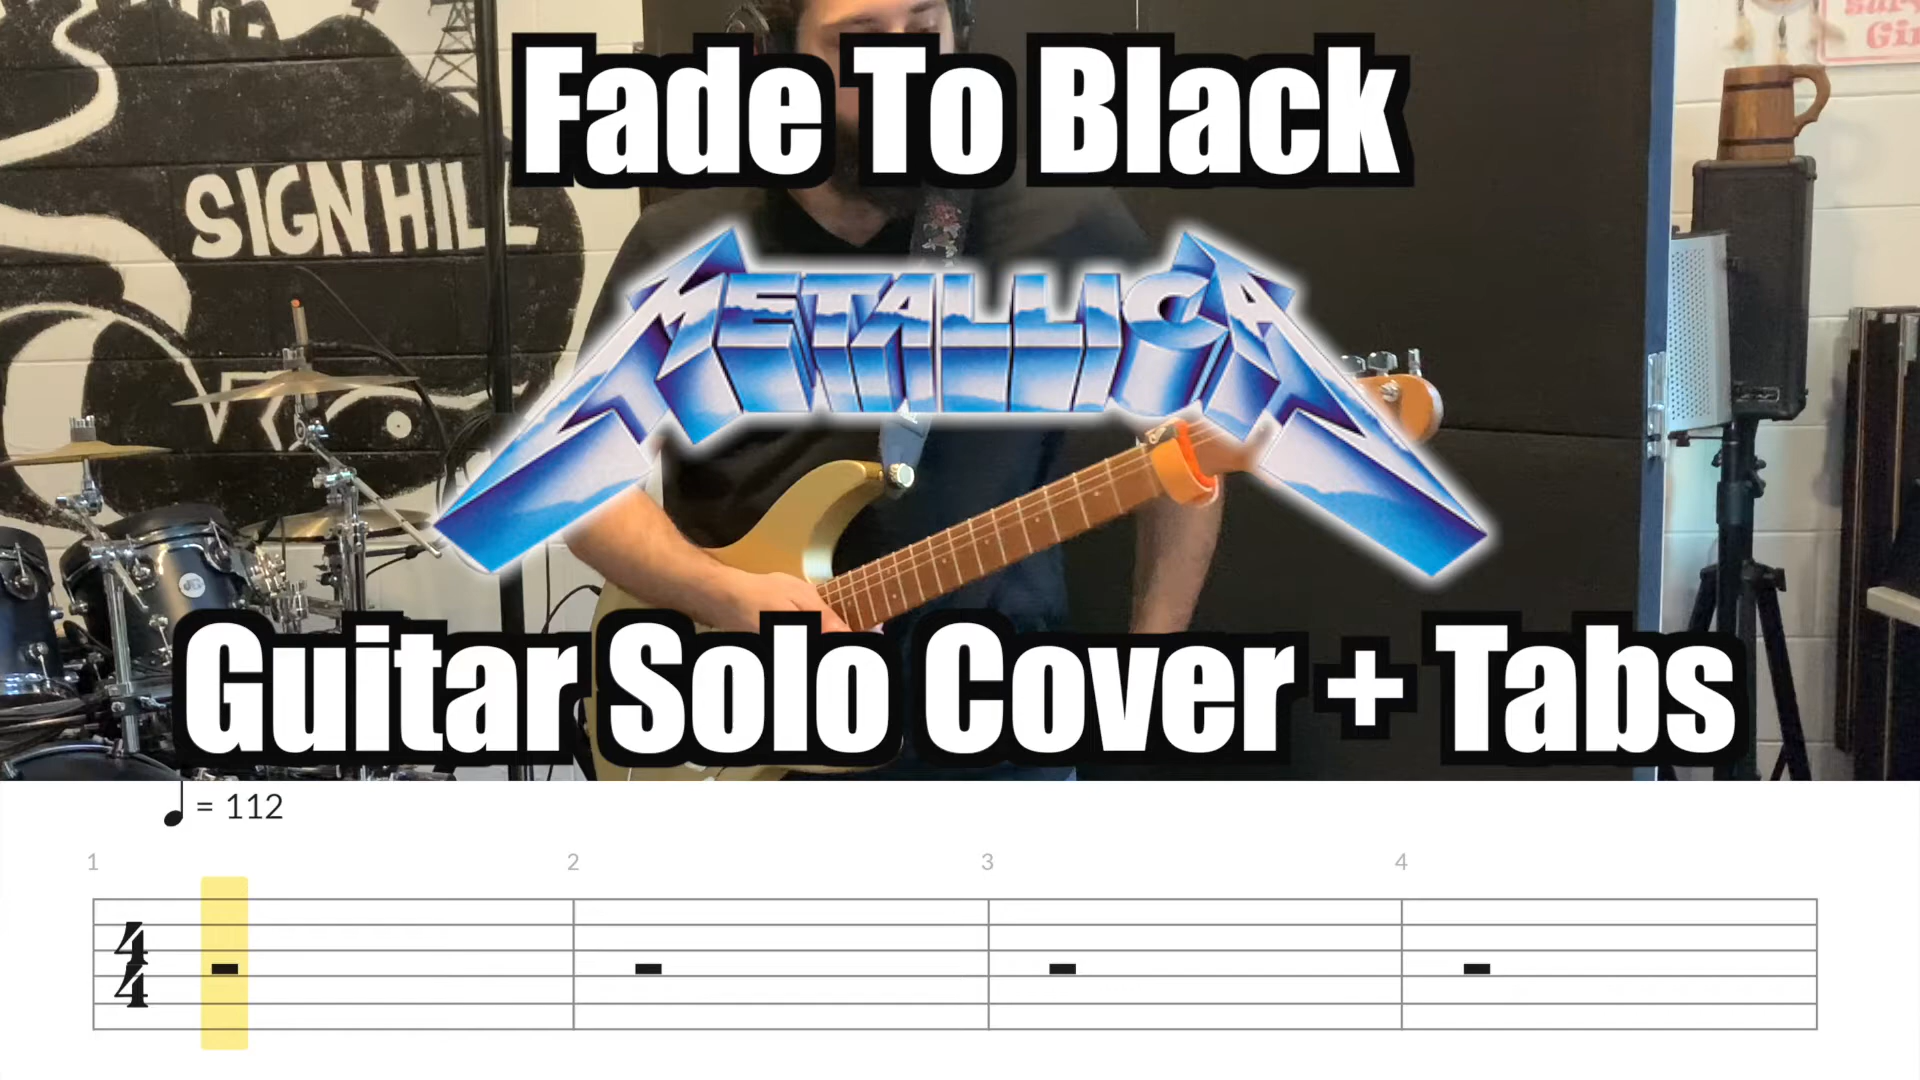 Fade To Black
SIGN HILL
METALLICA
Guitar Solo Cover + Tabs
= 112
1 2 3 4
4
4